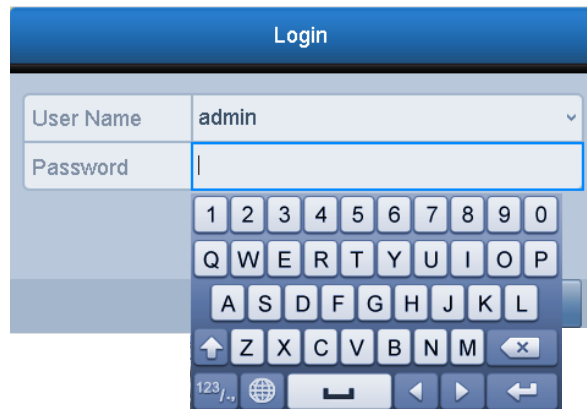 Login
User Name admin
Password
1 2 3 4 5 6 7 8 9 0
Q W E R T Y U I O P
A S D F G H J K L
Z X C V B N M
123/.,